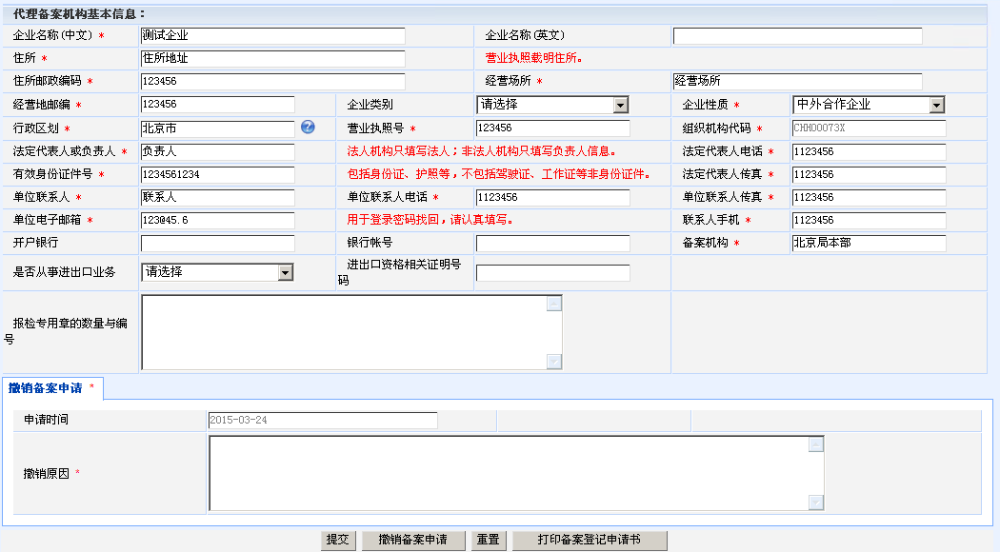 代理备案机构基本信息：
企业名称(中文) * 测试企业 企业名称(英文)
住所 * 住所地址 营业执照载明住所。
住所邮政编码 * 123456 经营场所 * 经营场所
经营地邮编 * 123456 企业类别 请选择 企业性质 * 中外合作企业
行政区划 * 北京市 营业执照号 * 123456 组织机构代码 * CHH00073X
法定代表人或负责人 * 负责人 法人机构只填写法人；非法人机构只填写负责人信息。 法定代表人电话 * 1123456
有效身份证件号 * 1234561234 包括身份证、护照等，不包括驾驶证、工作证等非身份证件。 法定代表人传真 * 1123456
单位联系人 * 联系人 单位联系人电话 * 1123456 单位联系人传真 * 1123456
单位电子邮箱 * 123@45.6 用于登录密码找回，请认真填写。 联系人手机 * 1123456
开户银行 银行帐号 备案机构 * 北京局本部
是否从事进出口业务 请选择 进出口资格相关证明号
码
报检专用章的数量与编
号
撤销备案申请 *
申请时间 2015-03-24
撤销原因 *
提交 撤销备案申请 重置 打印备案登记申请书